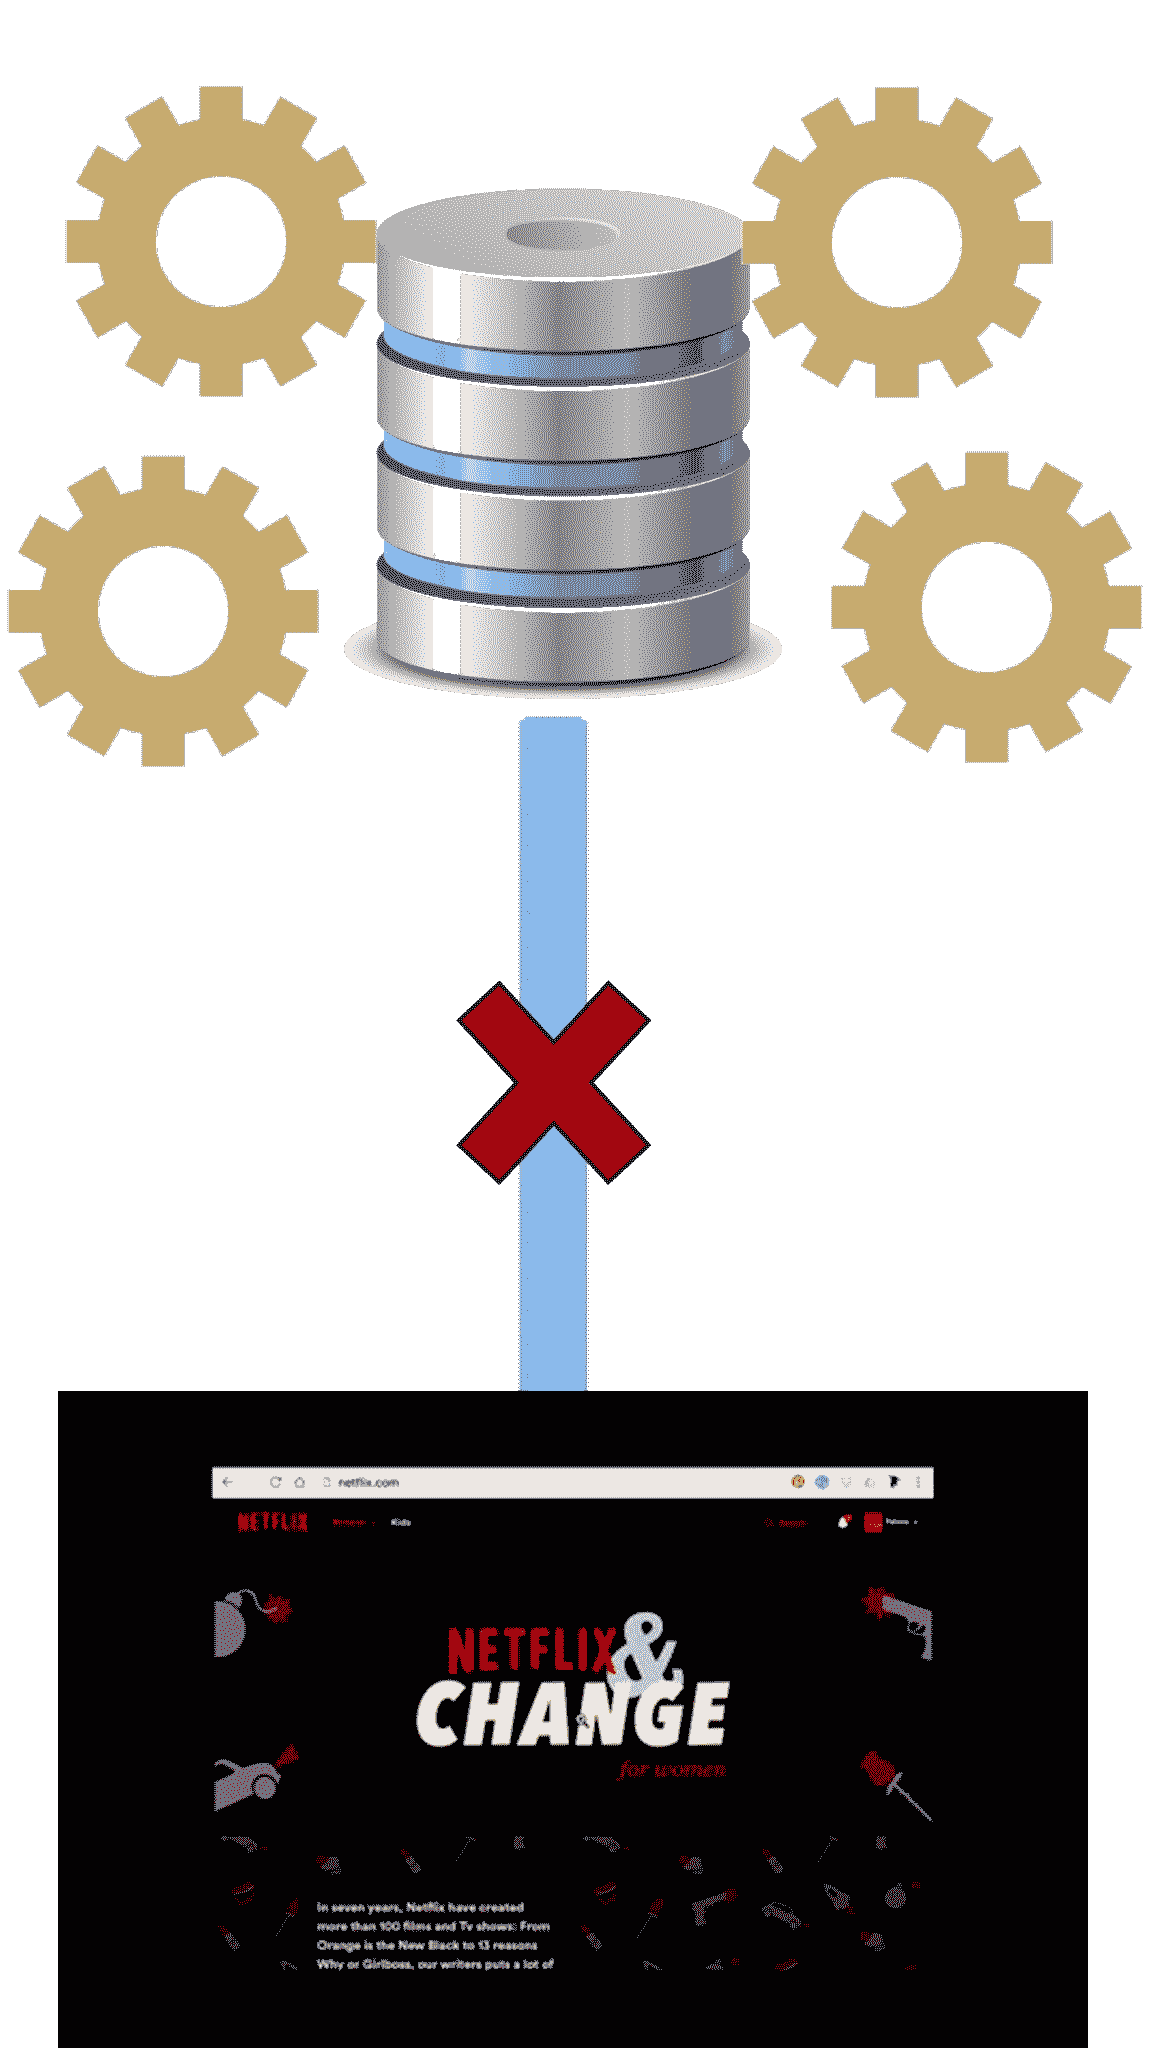 netflix.com
NETFLIX
Kids
NETFLIX &
CHANGE
for women
In seven years, Netflix have created
more than 100 films and Tv shows: From
Orange is the New Black to 13 reasons
Why or Girlboss, our writers puts a lot of